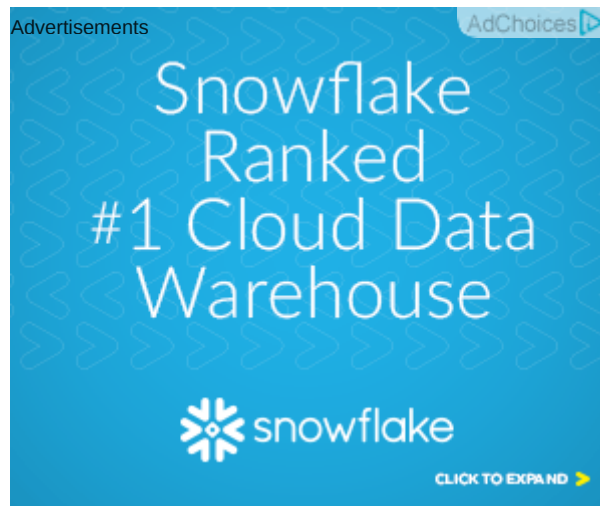 Advertisements
AdChoices
Snowflake
Ranked
#1 Cloud Data
Warehouse
snowflake
CLICK TO EXPAND >